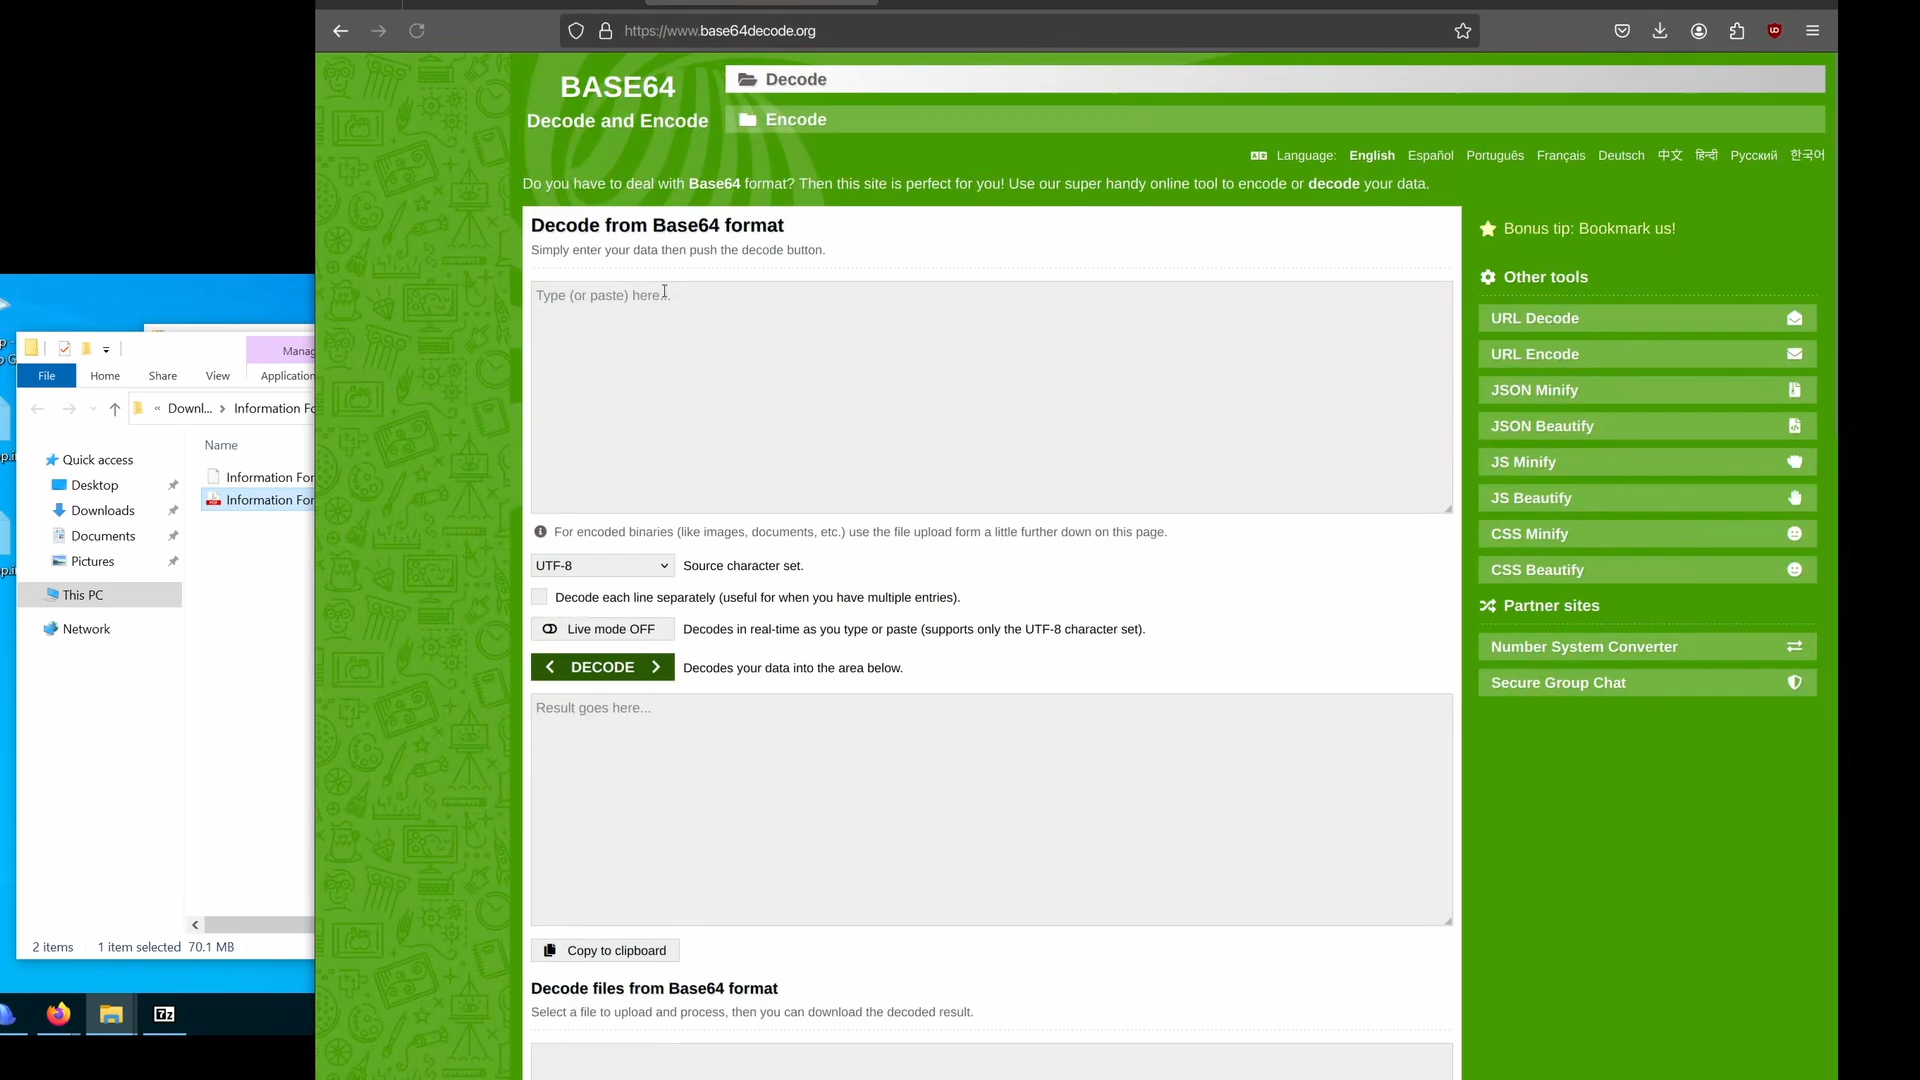 https://www.base64decode.org
BASE64
Decode and Encode
Decode
Encode
Language: English Español Português Français Deutsch 中文 हिन्दी Русский 한국어
Do you have to deal with Base64 format? Then this site is perfect for you! Use our super handy online tool to encode or decode your data.
Decode from Base64 format
Simply enter your data then push the decode button.
Type (or paste) here...
For encoded binaries (like images, documents, etc.) use the file upload form a little further down on this page.
UTF-8 Source character set.
Decode each line separately (useful for when you have multiple entries).
Live mode OFF Decodes in real-time as you type or paste (supports only the UTF-8 character set).
DECODE Decodes your data into the area below.
Result goes here...
Copy to clipboard
Decode files from Base64 format
Select a file to upload and process, then you can download the decoded result.
Bonus tip: Bookmark us!
Other tools
URL Decode
URL Encode
JSON Minify
JSON Beautify
JS Minify
JS Beautify
CSS Minify
CSS Beautify
Partner sites
Number System Converter
Secure Group Chat
File Home Share View
Downl... Information
Name
Quick access
Desktop
Downloads
Documents
Pictures
This PC
Network
Information
Information
2 items 1 item selected 70.1 MB
7z